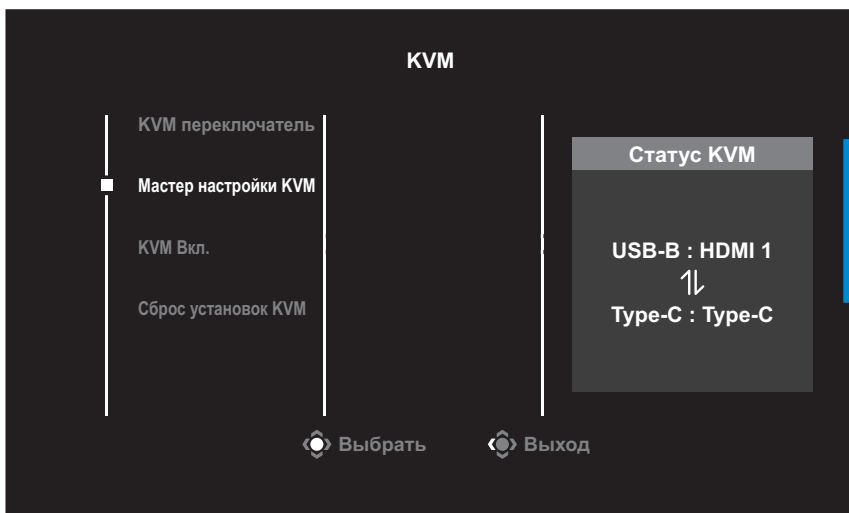 KVM
KVM переключатель
Мастер настройки KVM
KVM Вкл.
Сброс установок KVM
Статус KVM
USB-B : HDMI 1
Type-C : Type-C
Выбрать
Выход